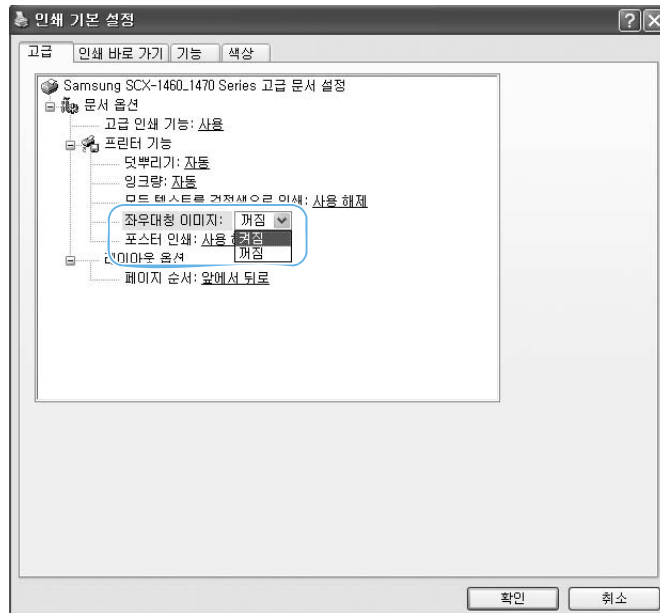 인쇄 기본 설정
고급 인쇄 바로 가기 기능 색상
Samsung SCX-1460_1470 Series 고급 문서 설정
문서 옵션
고급 인쇄 기능: 사용
프린터 기능
덧뿌리기: 자동
잉크량: 자동
모든 텍스트를 검정색으로 인쇄: 사용 해제
좌우대칭 이미지: 꺼짐
포스터 인쇄: 사용
켜짐
꺼짐
레이아웃 옵션
페이지 순서: 앞에서 뒤로
확인 취소